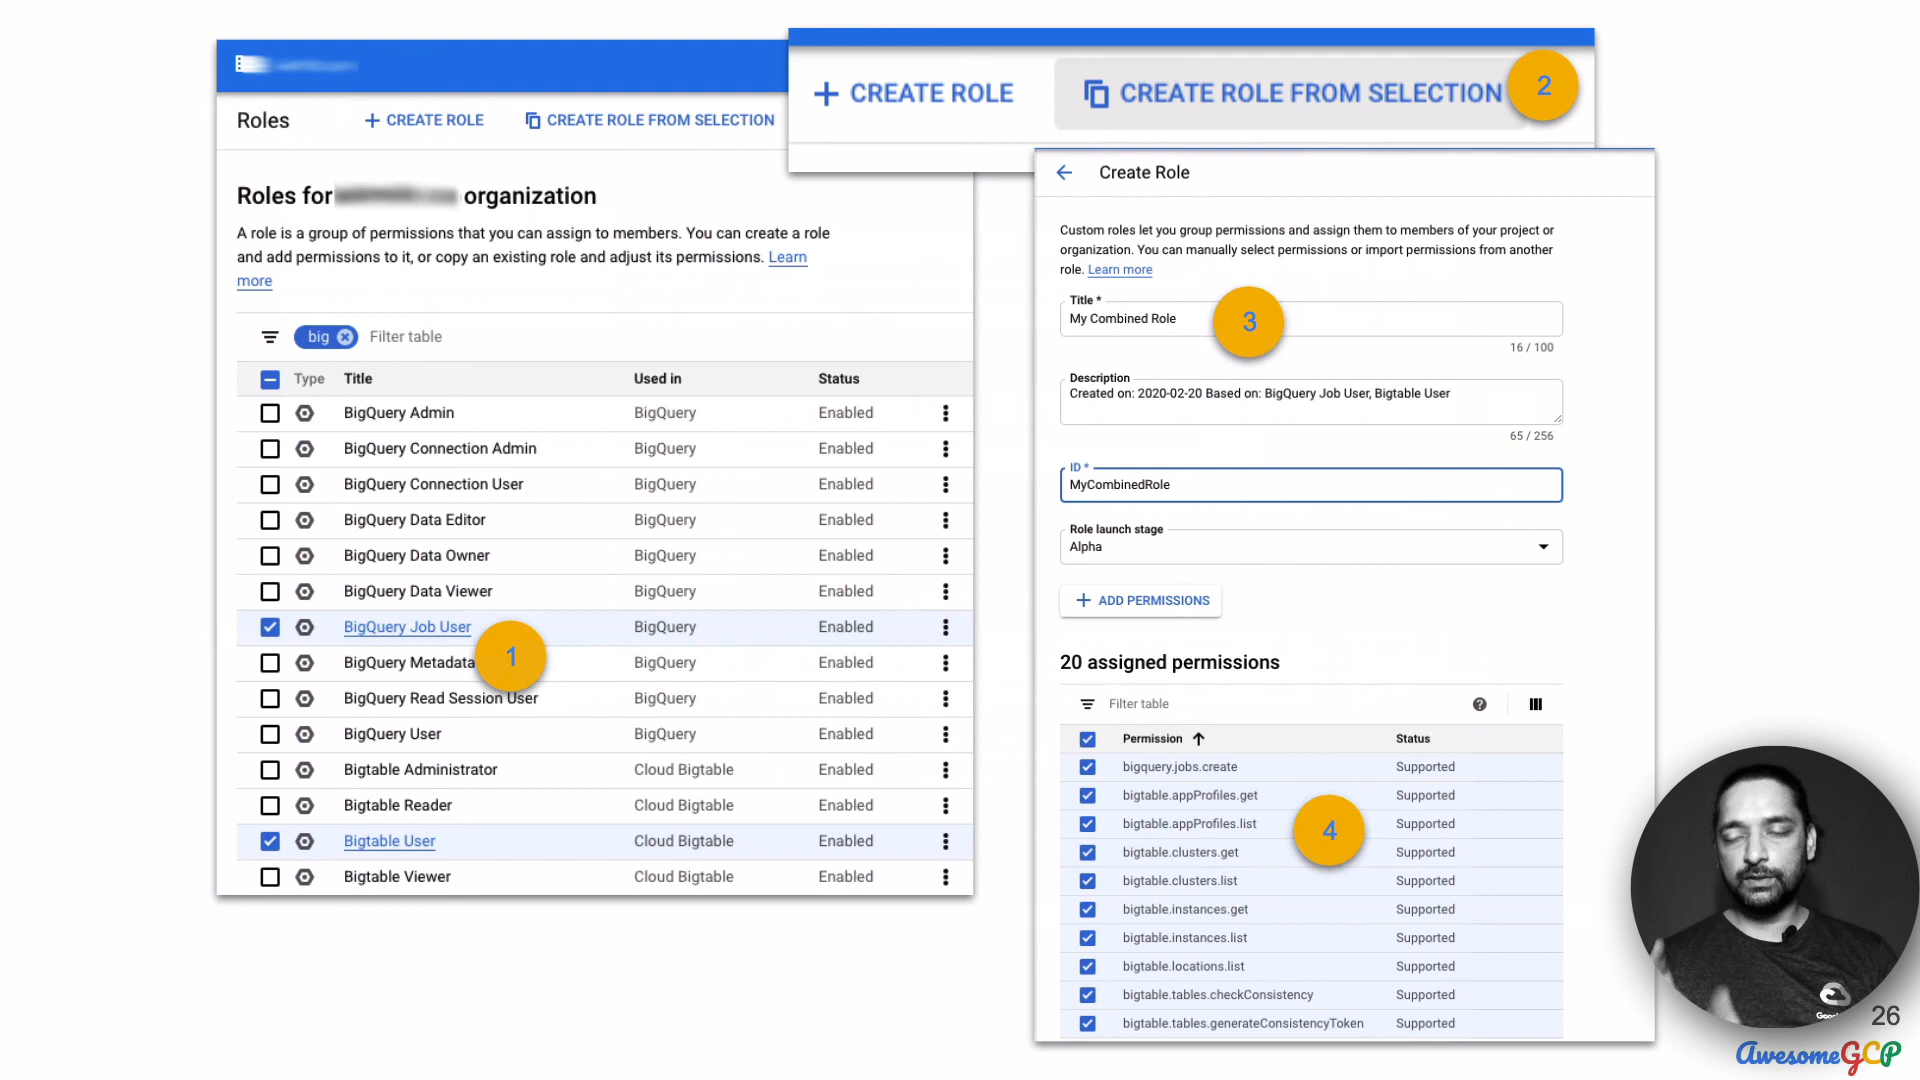 Roles
CREATE ROLE
CREATE ROLE FROM SELECTION
Roles for organization
A role is a group of permissions that you can assign to members. You can create a role
and add permissions to it, or copy an existing role and adjust its permissions. Learn
more
big Filter table
Type Title Used in Status
BigQuery Admin BigQuery Enabled
BigQuery Connection Admin BigQuery Enabled
BigQuery Connection User BigQuery Enabled
BigQuery Data Editor BigQuery Enabled
BigQuery Data Owner BigQuery Enabled
BigQuery Data Viewer BigQuery Enabled
BigQuery Job User BigQuery Enabled
1
BigQuery Metadata BigQuery Enabled
BigQuery Read Session User BigQuery Enabled
BigQuery User BigQuery Enabled
Bigtable Administrator Cloud Bigtable Enabled
Bigtable Reader Cloud Bigtable Enabled
Bigtable User Cloud Bigtable Enabled
Bigtable Viewer Cloud Bigtable Enabled
CREATE ROLE
CREATE ROLE FROM SELECTION
2
Create Role
Custom roles let you group permissions and assign them to members of your project or
organization. You can manually select permissions or import permissions from another
role. Learn more
Title *
My Combined Role
3
16 / 100
Description
Created on: 2020-02-20 Based on: BigQuery Job User, Bigtable User
65 / 256
ID *
MyCombinedRole
Role launch stage
Alpha
ADD PERMISSIONS
20 assigned permissions
Filter table
Permission Status
bigquery.jobs.create Supported
bigtable.appProfiles.get Supported
bigtable.appProfiles.list Supported
4
bigtable.clusters.get Supported
bigtable.clusters.list Supported
bigtable.instances.get Supported
bigtable.instances.list Supported
bigtable.locations.list Supported
bigtable.tables.checkConsistency Supported
bigtable.tables.generateConsistencyToken Supported
26
AwesomeGCP